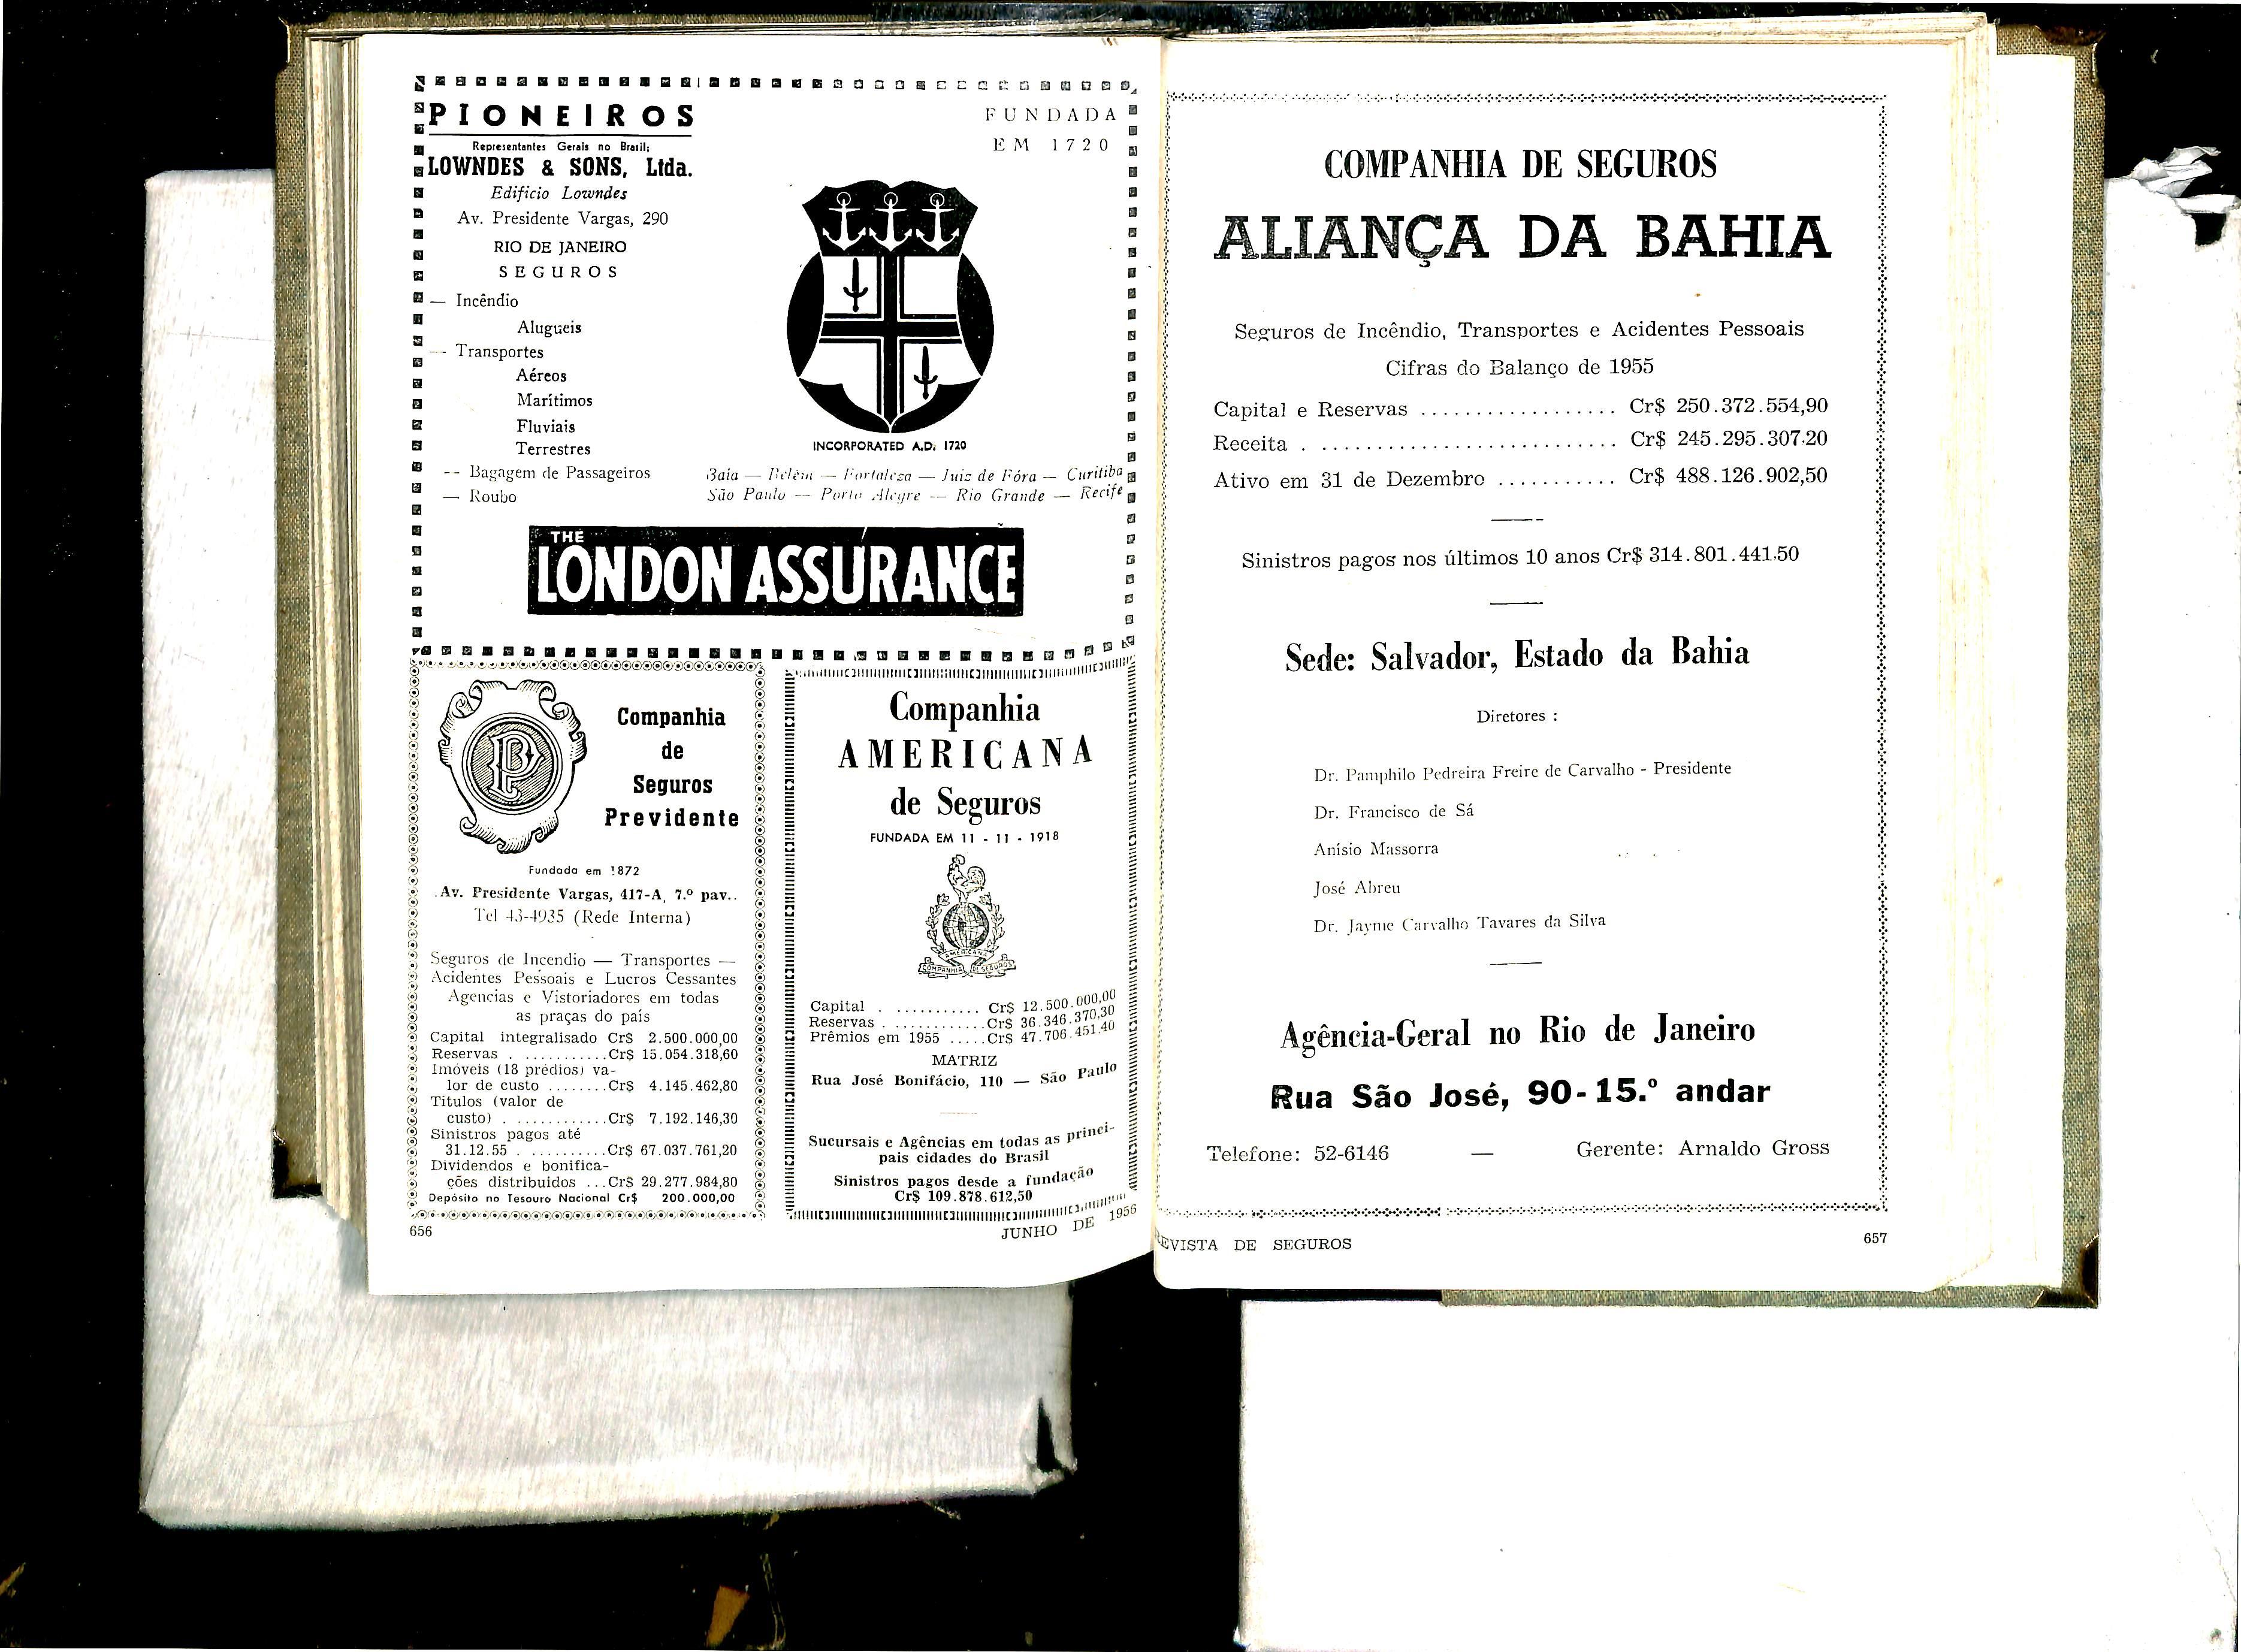 PIONEIROS
Representantes Gerais no Brasil:
LOWNDES & SONS, Ltda.
Edificio Lowndes
Av. Presidente Vargas, 290
RIO DE JANEIRO
SEGUROS
— Incêndio
Alugueis
— Transportes
Aéreos
Marítimos
Fluviais
Terrestres
-- Bagagem de Passageiros
— Roubo
FUNDADA
EM 1720
INCORPORATED A.D. 1720
Baía — Belém — Fortaleza — Juiz de Fóra — Curitiba
São Paulo -- Porto Alegre -- Rio Grande — Recife
THE
LONDON ASSURANCE
Companhia
de
Seguros
Previdente
Fundada em 1872
Av. Presidente Vargas, 417-A, 7.º pav..
Tel 43-4935 (Rede Interna)
Seguros de Incendio — Transportes —
Acidentes Pessoais e Lucros Cessantes
Agencias e Vistoriadores em todas
as praças do país
Capital integralisado Cr$ 2.500.000,00
Reservas . ........... Cr$ 15.054.318,60
Imóveis (18 prédios) va-
lor de custo ........ Cr$ 4.145.462,80
Titulos (valor de
custo) . ............ Cr$ 7.192.146,30
Sinistros pagos até
31.12.55 . .......... Cr$ 67.037.761,20
Dividendos e bonifica-
ções distribuidos ... Cr$ 29.277.984,80
Depósito no Tesouro Nacional Cr$ 200.000,00
656
Companhia
AMERICANA
de Seguros
FUNDADA EM 11 - 11 - 1918
AMERICANA
COMPANHIA DE SEGUROS
Capital . ........... Cr$ 12.500.000,00
Reservas . ............ Cr$ 36.346.370,30
Prêmios em 1955 ..... Cr$ 47.706.451,40
MATRIZ
Rua José Bonifácio, 110 — São Paulo
Sucursais e Agências em todas as princi-
pais cidades do Brasil
Sinistros pagos desde a fundação
Cr$ 109.878.612,50
JUNHO DE 1956
COMPANHIA DE SEGUROS
ALIANÇA DA BAHIA
Seguros de Incêndio, Transportes e Acidentes Pessoais
Cifras do Balanço de 1955
Capital e Reservas .................. Cr$ 250.372.554,90
Receita . ........................... Cr$ 245.295.307.20
Ativo em 31 de Dezembro ........... Cr$ 488.126.902,50
Sinistros pagos nos últimos 10 anos Cr$ 314.801.441.50
Sede: Salvador, Estado da Bahia
Diretores :
Dr. Pamphilo Pedreira Freire de Carvalho - Presidente
Dr. Francisco de Sá
Anísio Massorra
José Abreu
Dr. Jayme Carvalho Tavares da Silva
Agência-Geral no Rio de Janeiro
Rua São José, 90-15.º andar
Telefone: 52-6146 — Gerente: Arnaldo Gross
REVISTA DE SEGUROS
657